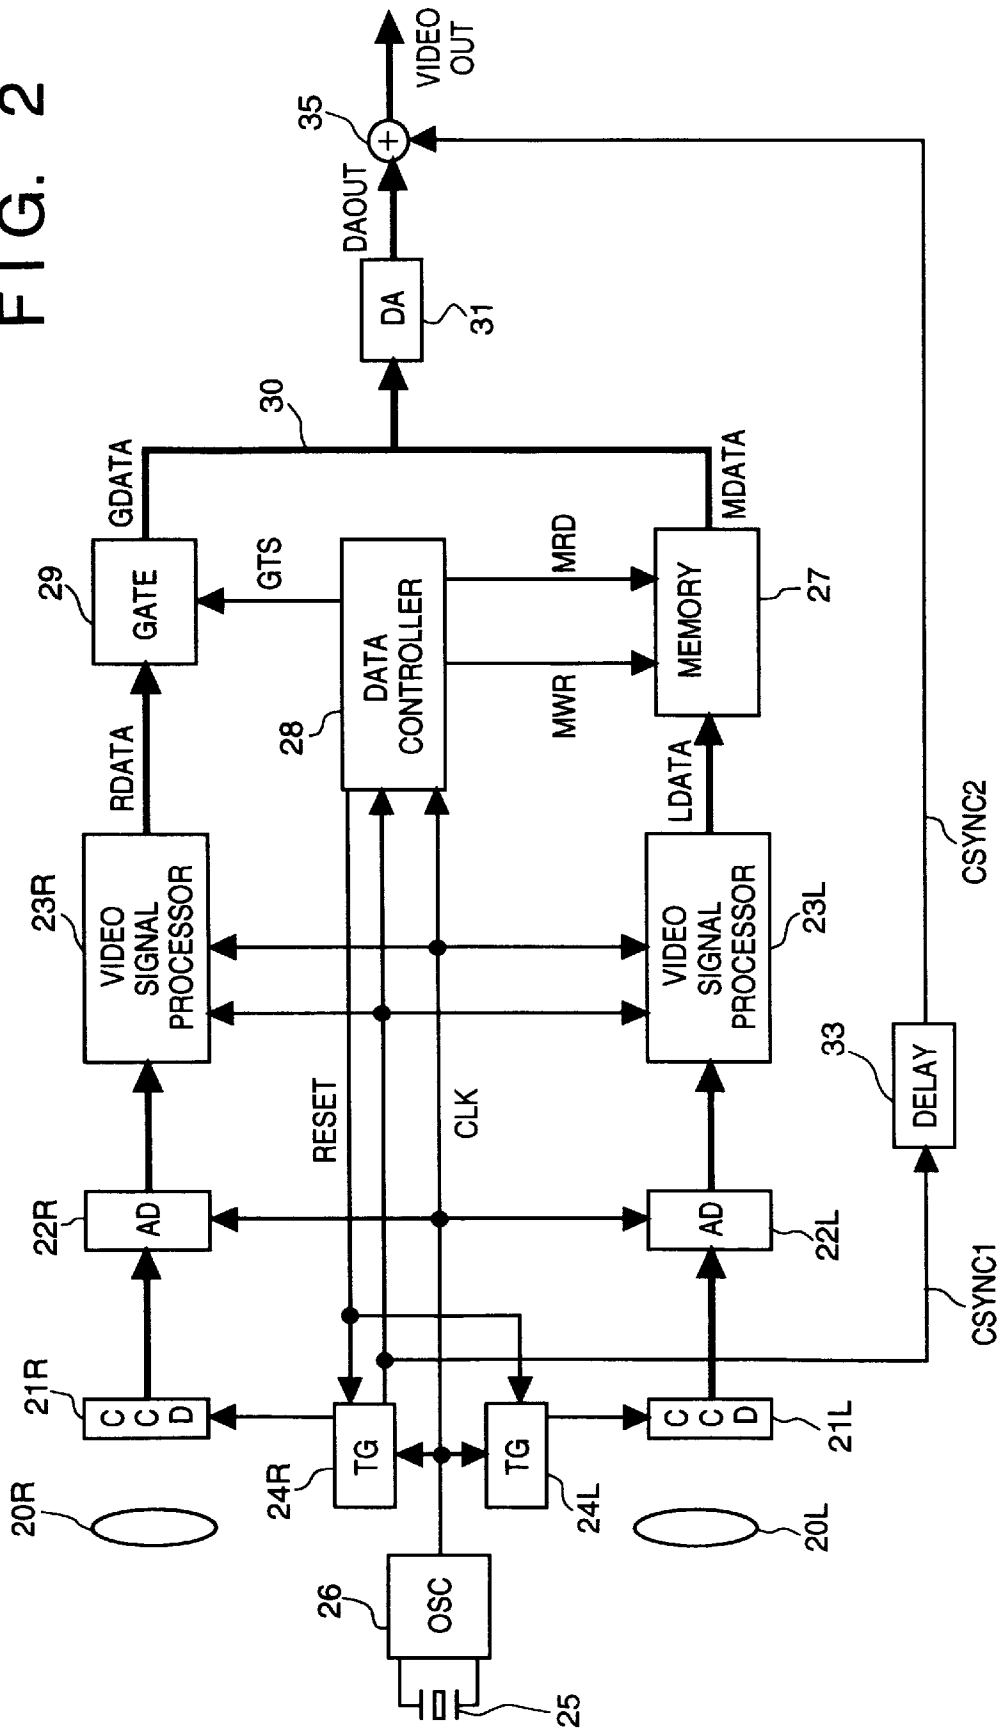 FIG. 2
20R
21R
C
C
D
22R
AD
23R
VIDEO
SIGNAL
PROCESSOR
RDATA
29
GATE
GDATA
30
GTS
RESET
28
DATA
CONTROLLER
24R
TG
CLK
26
OSC
25
24L
TG
MWR
MRD
DA
31
DAOUT
35
+
VIDEO
OUT
20L
C
C
D
21L
AD
22L
VIDEO
SIGNAL
PROCESSOR
23L
LDATA
MEMORY
27
MDATA
CSYNC1
33
DELAY
CSYNC2